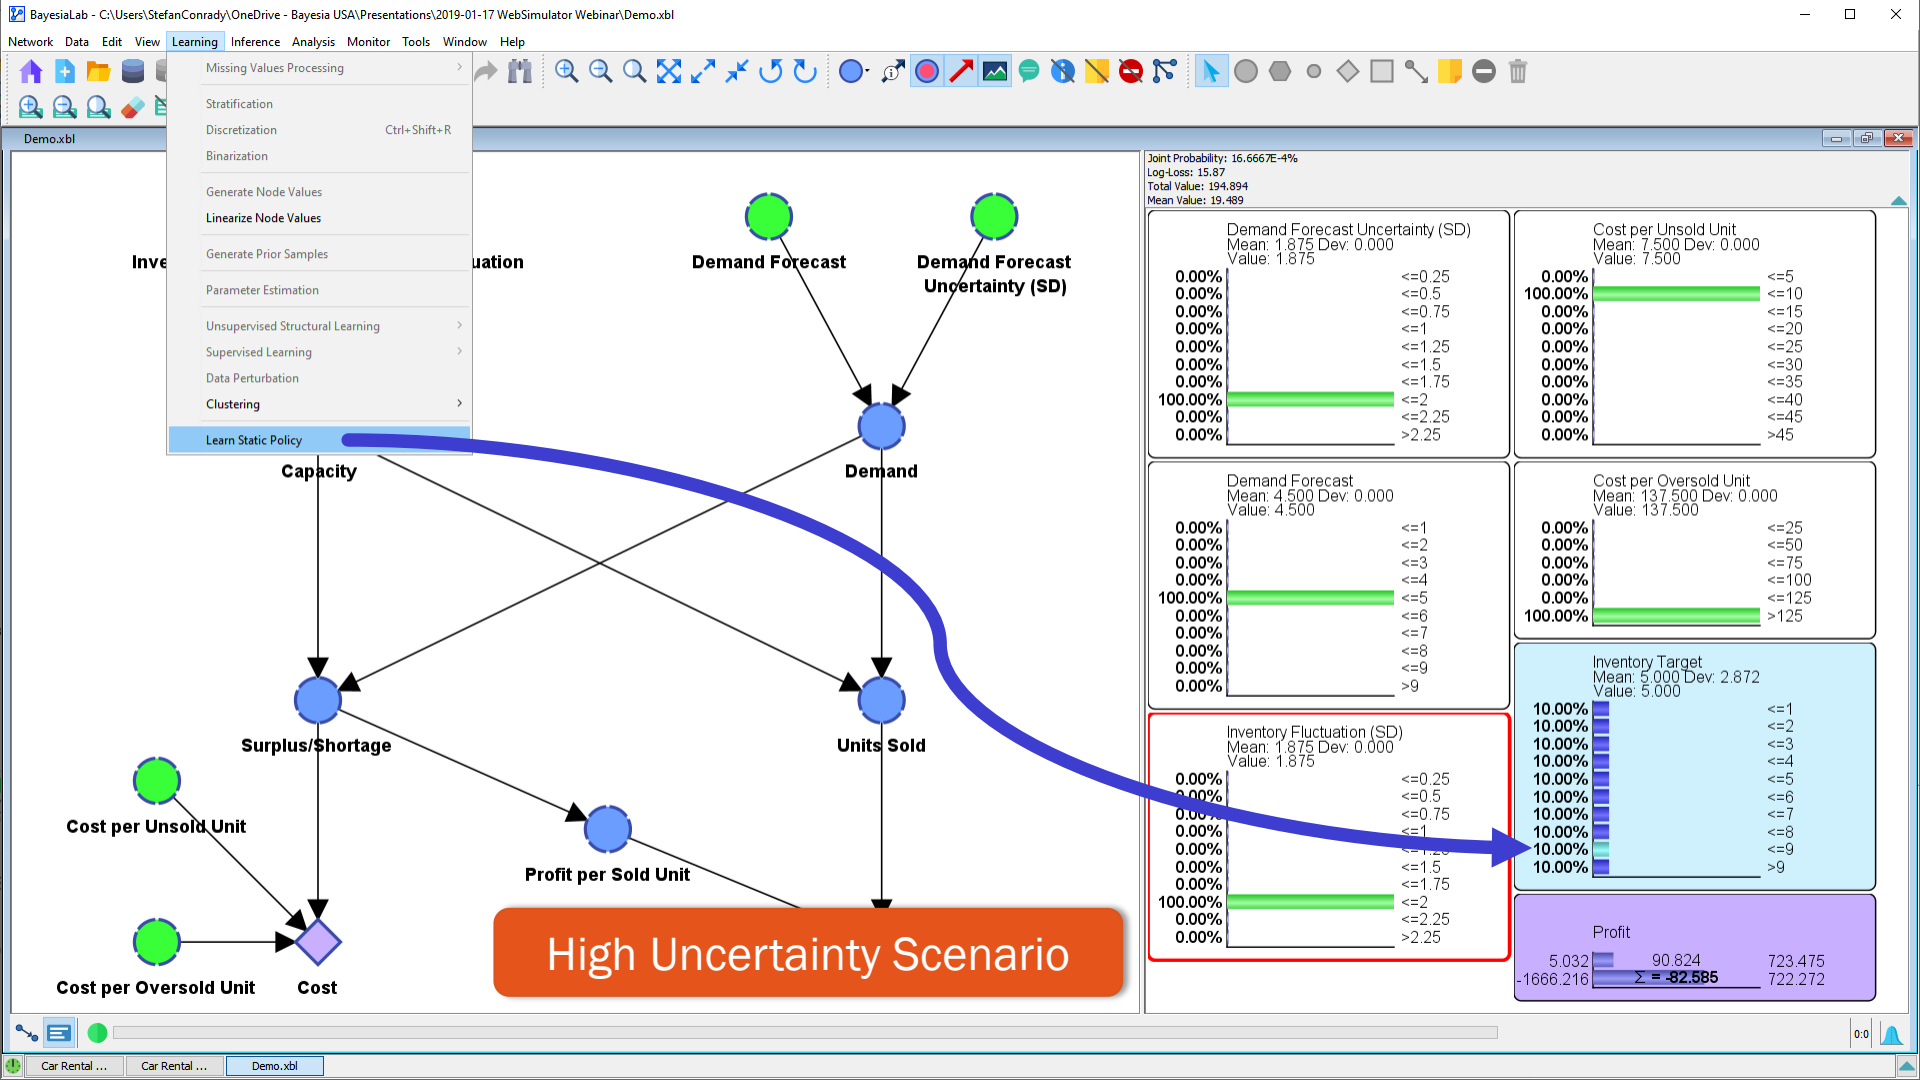 BayesiaLab - C:\Users\StefanConrady\OneDrive - Bayesia USA\Presentations\2019-01-17 WebSimulator Webinar\Demo.xbl
Network Data Edit View Learning Inference Analysis Monitor Tools Window Help
Missing Values Processing
Stratification
Discretization Ctrl+Shift+R
Binarization
Generate Node Values
Linearize Node Values
Generate Prior Samples
Parameter Estimation
Unsupervised Structural Learning
Supervised Learning
Data Perturbation
Clustering
Learn Static Policy
Demo.xbl
Inve
uation
Demand Forecast
Demand Forecast
Uncertainty (SD)
Capacity
Demand
Surplus/Shortage
Units Sold
Cost per Unsold Unit
Profit per Sold Unit
Cost per Oversold Unit
Cost
High Uncertainty Scenario
Joint Probability: 16.6667E-4%
Log-Loss: 15.87
Total Value: 194.894
Mean Value: 19.489
Demand Forecast Uncertainty (SD)
Mean: 1.875 Dev: 0.000
Value: 1.875
0.00% <=0.25
0.00% <=0.5
0.00% <=0.75
0.00% <=1
0.00% <=1.25
0.00% <=1.5
0.00% <=1.75
100.00% <=2
0.00% <=2.25
0.00% >2.25
Cost per Unsold Unit
Mean: 7.500 Dev: 0.000
Value: 7.500
0.00% <=5
100.00% <=10
0.00% <=15
0.00% <=20
0.00% <=25
0.00% <=30
0.00% <=35
0.00% <=40
0.00% <=45
0.00% >45
Demand Forecast
Mean: 4.500 Dev: 0.000
Value: 4.500
0.00% <=1
0.00% <=2
0.00% <=3
0.00% <=4
100.00% <=5
0.00% <=6
0.00% <=7
0.00% <=8
0.00% <=9
0.00% >9
Cost per Oversold Unit
Mean: 137.500 Dev: 0.000
Value: 137.500
0.00% <=25
0.00% <=50
0.00% <=75
0.00% <=100
0.00% <=125
100.00% >125
Inventory Fluctuation (SD)
Mean: 1.875 Dev: 0.000
Value: 1.875
0.00% <=0.25
0.00% <=0.5
0.00% <=0.75
0.00% <=1
0.00% <=1.25
0.00% <=1.5
0.00% <=1.75
100.00% <=2
0.00% <=2.25
0.00% >2.25
Inventory Target
Mean: 5.000 Dev: 2.872
Value: 5.000
10.00% <=1
10.00% <=2
10.00% <=3
10.00% <=4
10.00% <=5
10.00% <=6
10.00% <=7
10.00% <=8
10.00% <=9
10.00% >9
Profit
5.032 90.824 723.475
-1666.216 Σ = -82.585 722.272
0:0
Car Rental ... Car Rental ... Demo.xbl